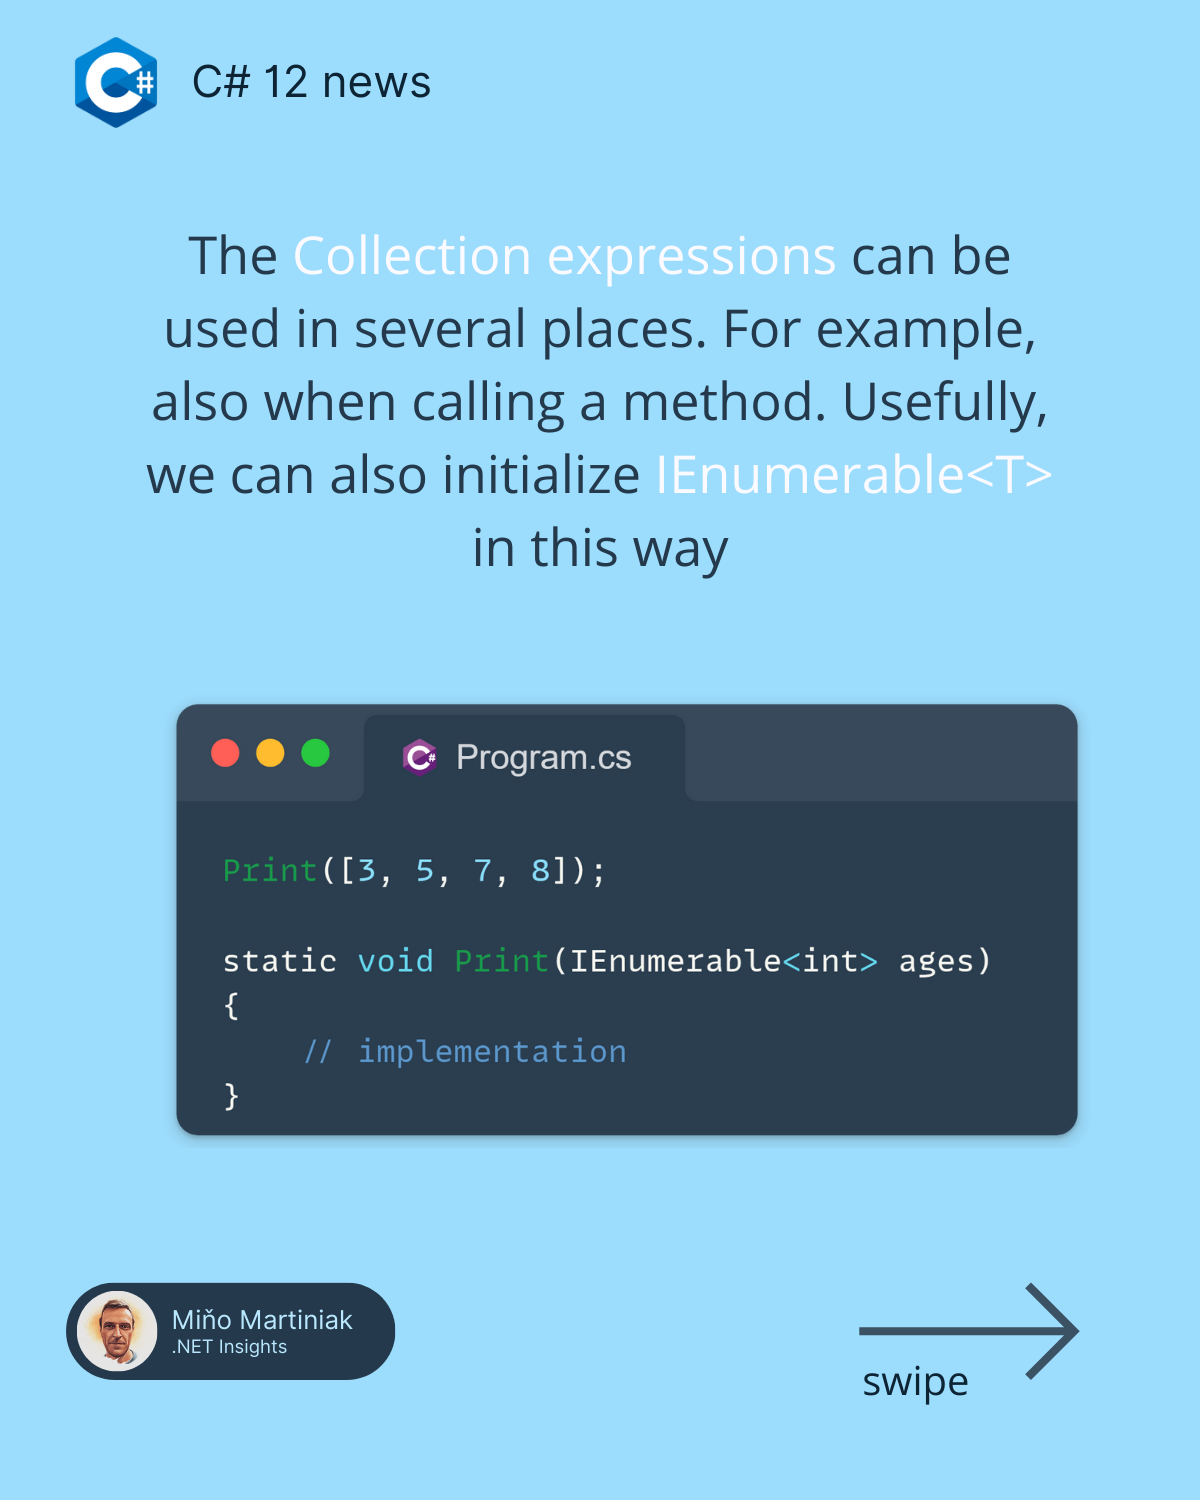 C# 12 news
The Collection expressions can be
used in several places. For example,
also when calling a method. Usefully,
we can also initialize IEnumerable<T>
in this way
Program.cs
Print([3, 5, 7, 8]);
static void Print(IEnumerable<int> ages)
{
// implementation
}
Miňo Martiniak
.NET Insights
swipe